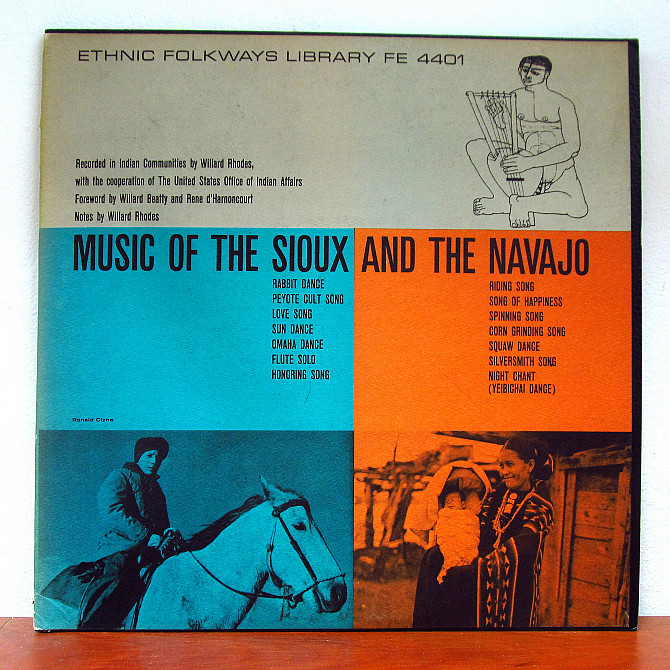 ETHNIC FOLKWAYS LIBRARY FE 4401
Recorded in Indian Communities by Willard Rhodes,
with the cooperation of The United States Office of Indian Affairs
Foreword by Willard Beatty and Rene d'Harnoncourt
Notes by Willard Rhodes
MUSIC OF THE SIOUX AND THE NAVAJO
RABBIT DANCE
PEYOTE CULT SONG
LOVE SONG
SUN DANCE
OMAHA DANCE
FLUTE SOLO
HONORING SONG
RIDING SONG
SONG OF HAPPINESS
SPINNING SONG
CORN GRINDING SONG
SQUAW DANCE
SILVERSMITH SONG
NIGHT CHANT
(YEIBICHAI DANCE)
Ronald Clyne